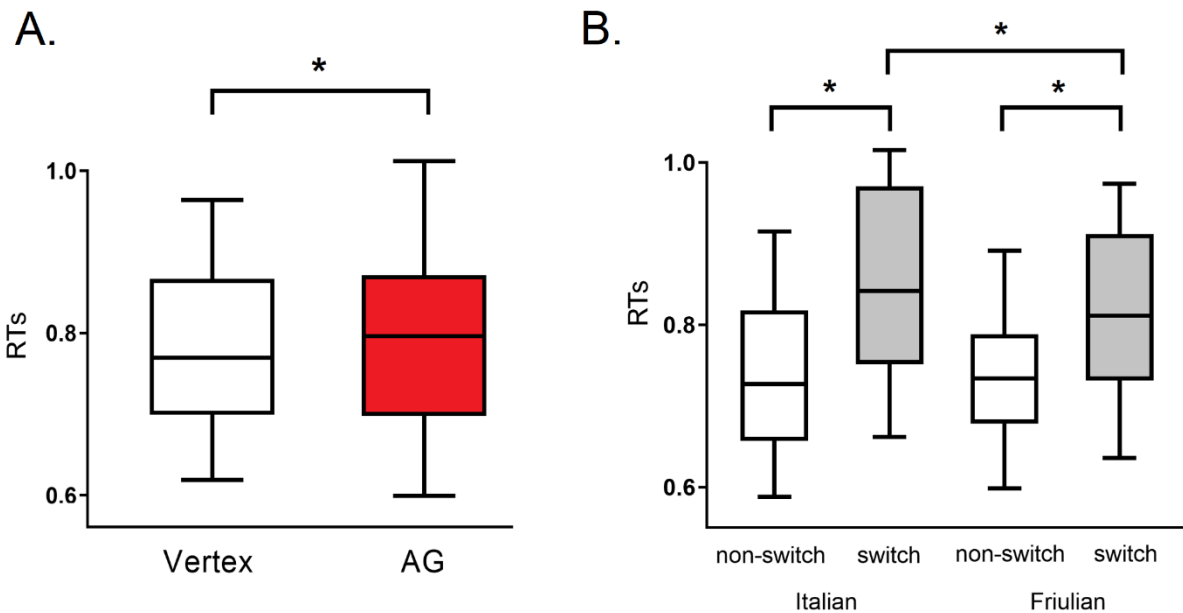 A.
*
1.0
0.8
0.6
RTs
Vertex AG
B.
*
* *
1.0
0.8
0.6
RTs
non-switch switch non-switch switch
Italian Friulian